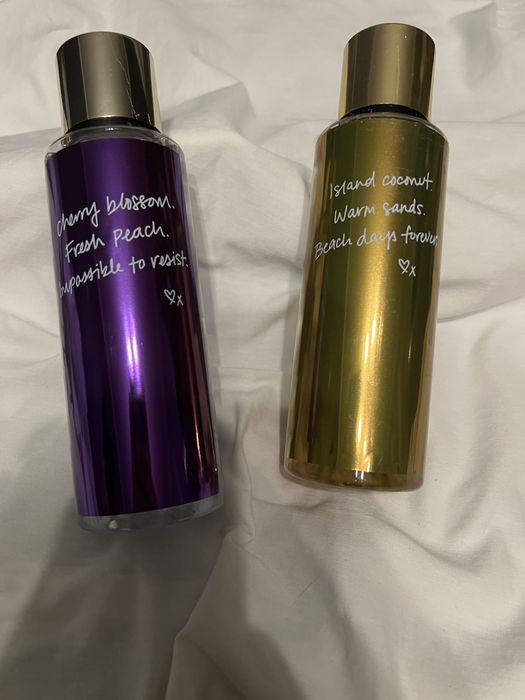 cherry blossom.
Fresh Peach.
Impossible to resist.
x
Island coconut.
Warm sands.
Beach days forever.
x